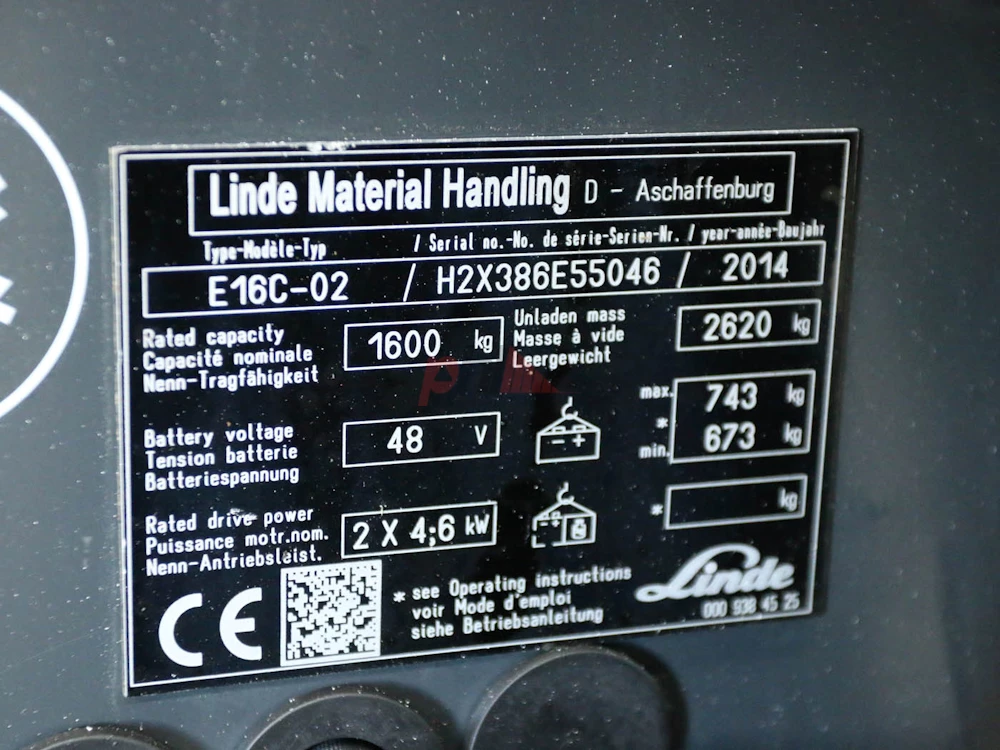 Linde Material Handling D - Aschaffenburg
Type-Modèle-Typ / Serial no.-No. de série-Serien-Nr. / year-année-Baujahr
E16C-02 / H2X386E55046 / 2014
Rated capacity
Capacité nominale
Nenn-Tragfähigkeit
1600 kg
Unladen mass
Masse à vide
Leergewicht
2620 kg
Battery voltage
Tension batterie
Batteriespannung
48 V
max. 743 kg
*
min. 673 kg
Rated drive power
Puissance motr.nom.
Nenn-Antriebsleist.
2 X 4;6 kW
* kg
CE
* see Operating instructions
voir Mode d'emploi
siehe Betriebsanleitung
Linde
000 938 45 25